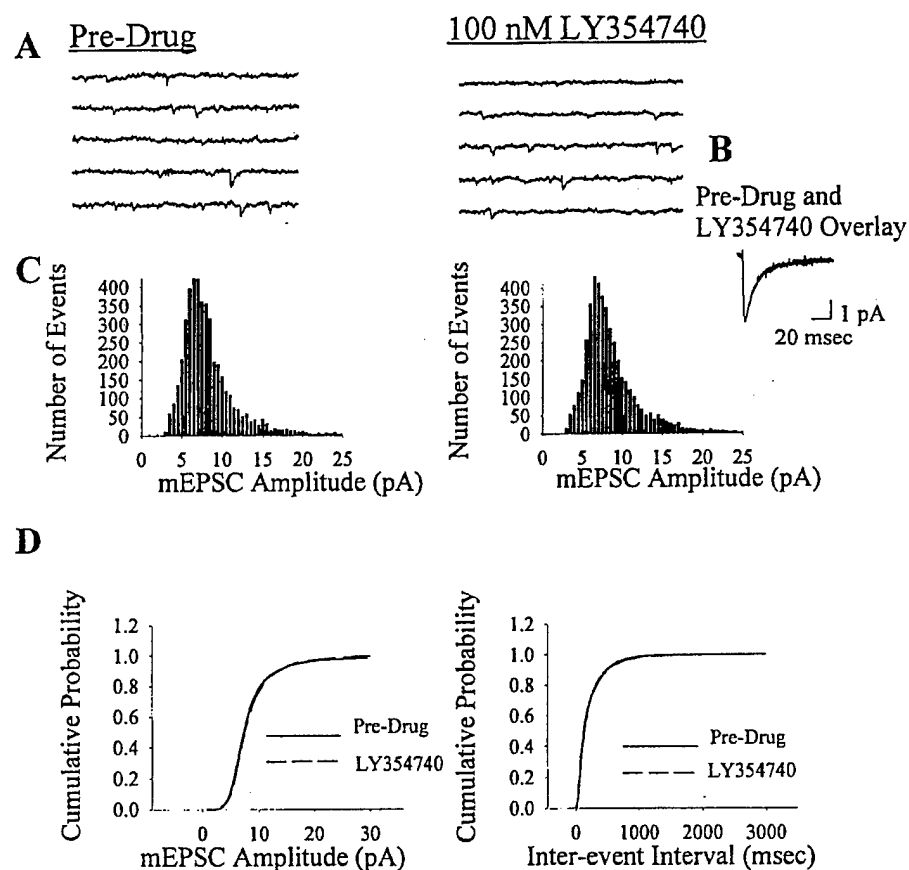 A
Pre-Drug
100 nM LY354740
B
Pre-Drug and
LY354740 Overlay
1 pA
20 msec
C
Number of Events
400
350
300
250
200
150
100
50
0
0 5 10 15 20 25
mEPSC Amplitude (pA)
Number of Events
400
350
300
250
200
150
100
50
0
0 5 10 15 20 25
mEPSC Amplitude (pA)
D
Cumulative Probability
1.2
1.0
0.8
0.6
0.4
0.2
0.0
Pre-Drug
LY354740
0 10 20 30
mEPSC Amplitude (pA)
Cumulative Probability
1.2
1.0
0.8
0.6
0.4
0.2
0.0
Pre-Drug
LY354740
0 1000 2000 3000
Inter-event Interval (msec)